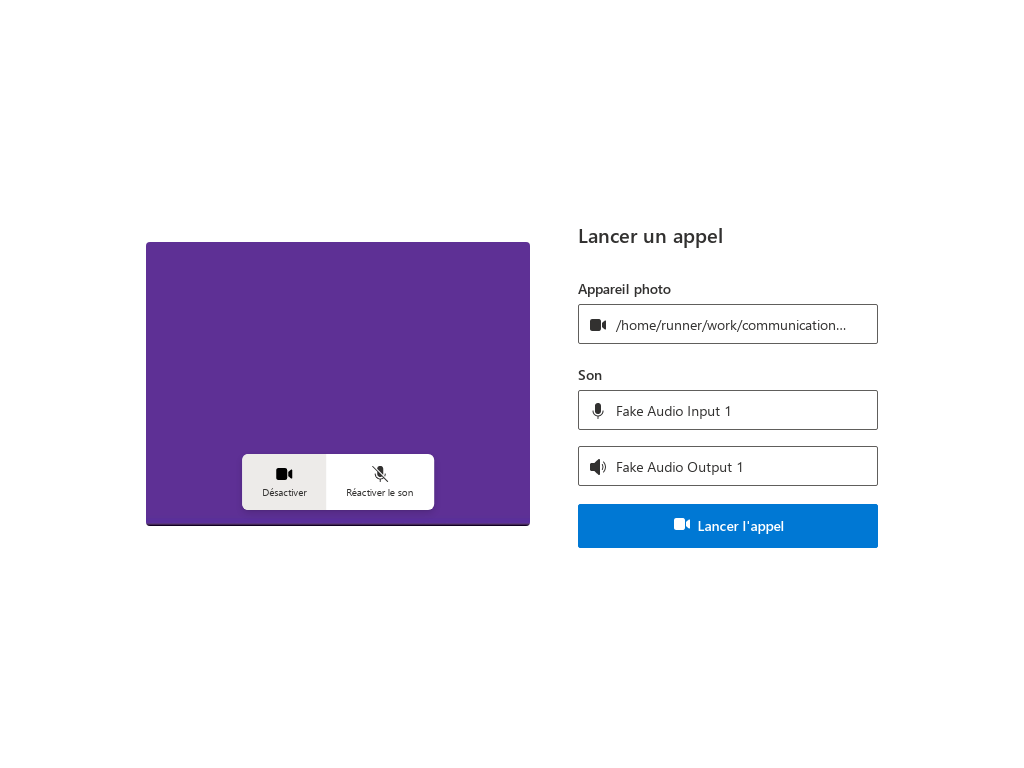 Lancer un appel
Appareil photo
/home/runner/work/communication...
Son
Fake Audio Input 1
Fake Audio Output 1
Désactiver
Réactiver le son
Lancer l'appel